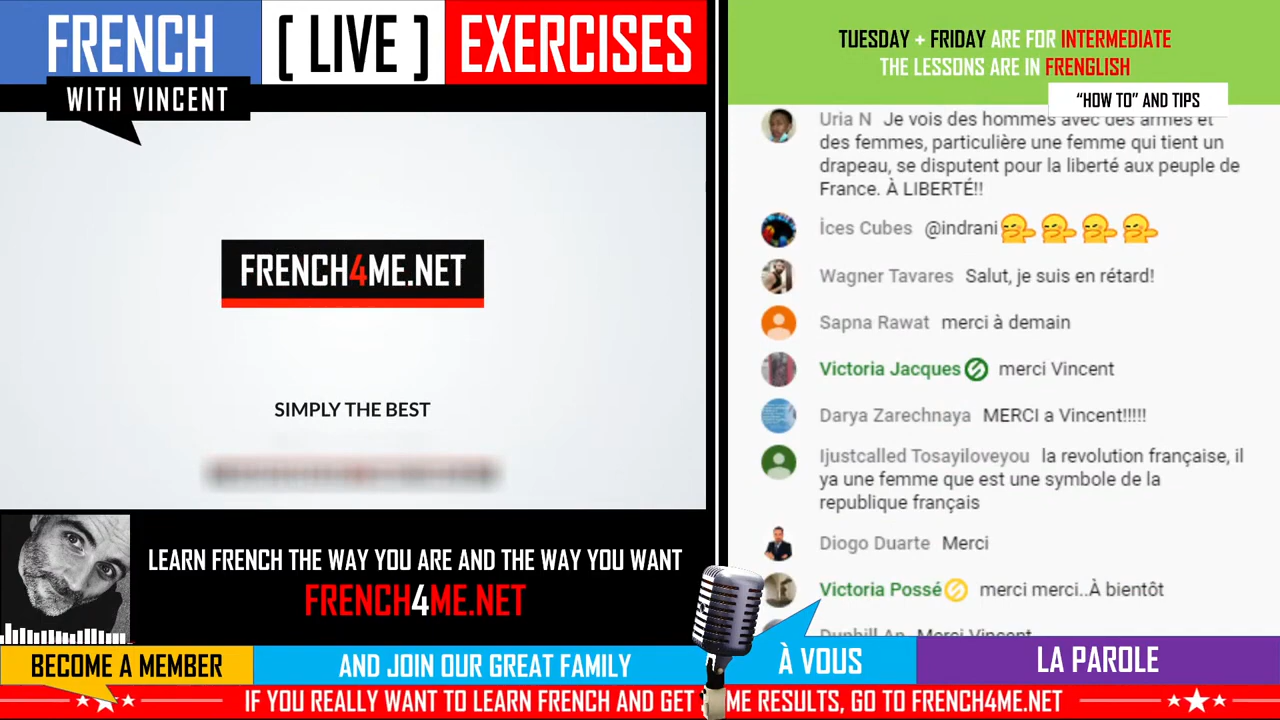 FRENCH
[ LIVE ]
EXERCISES
WITH VINCENT
FRENCH4ME.NET
SIMPLY THE BEST
LEARN FRENCH THE WAY YOU ARE AND THE WAY YOU WANT
FRENCH4ME.NET
TUESDAY + FRIDAY ARE FOR INTERMEDIATE
THE LESSONS ARE IN FRENGLISH
“HOW TO” AND TIPS
Uria N Je vois des hommes avec des armes et
des femmes, particulière une femme qui tient un
drapeau, se disputent pour la liberté aux peuple de
France. À LIBERTÉ!!
İces Cubes @indrani
Wagner Tavares Salut, je suis en rétard!
Sapna Rawat merci à demain
Victoria Jacques merci Vincent
Darya Zarechnaya MERCI a Vincent!!!!!
Ijustcalled Tosayiloveyou la revolution française, il
ya une femme que est une symbole de la
republique français
Diogo Duarte Merci
Victoria Possé merci merci..À bientôt
Dunhill An Merci Vincent
BECOME A MEMBER
AND JOIN OUR GREAT FAMILY
À VOUS
LA PAROLE
IF YOU REALLY WANT TO LEARN FRENCH AND GET ME RESULTS, GO TO FRENCH4ME.NET